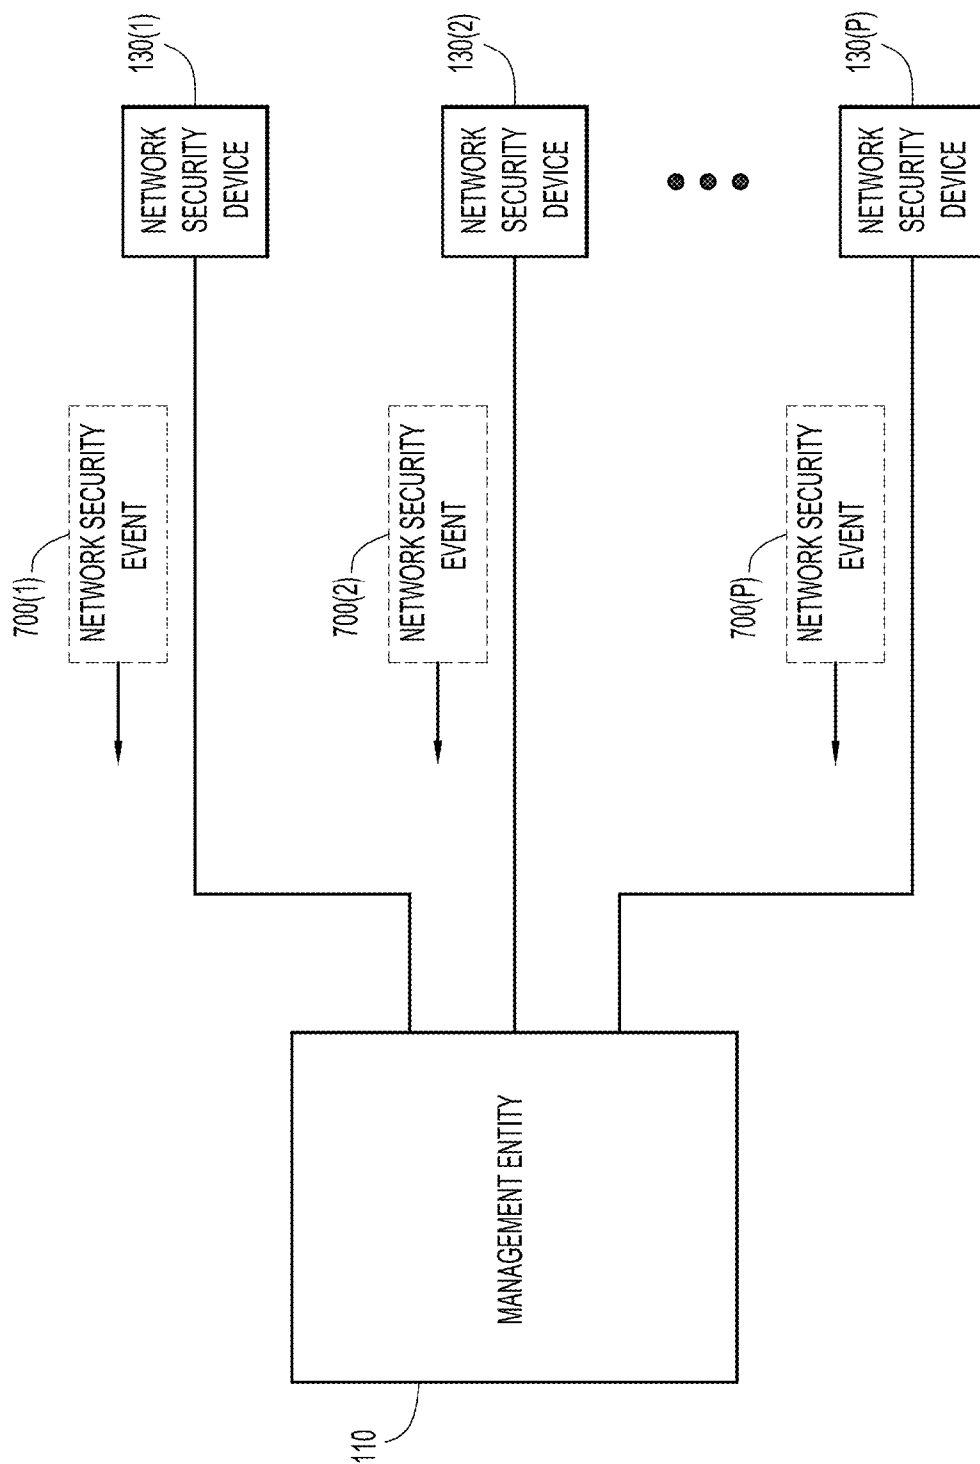 110
MANAGEMENT ENTITY
700(1)
NETWORK SECURITY
EVENT
130(1)
NETWORK
SECURITY
DEVICE
700(2)
NETWORK SECURITY
EVENT
130(2)
NETWORK
SECURITY
DEVICE
700(P)
NETWORK SECURITY
EVENT
130(P)
NETWORK
SECURITY
DEVICE